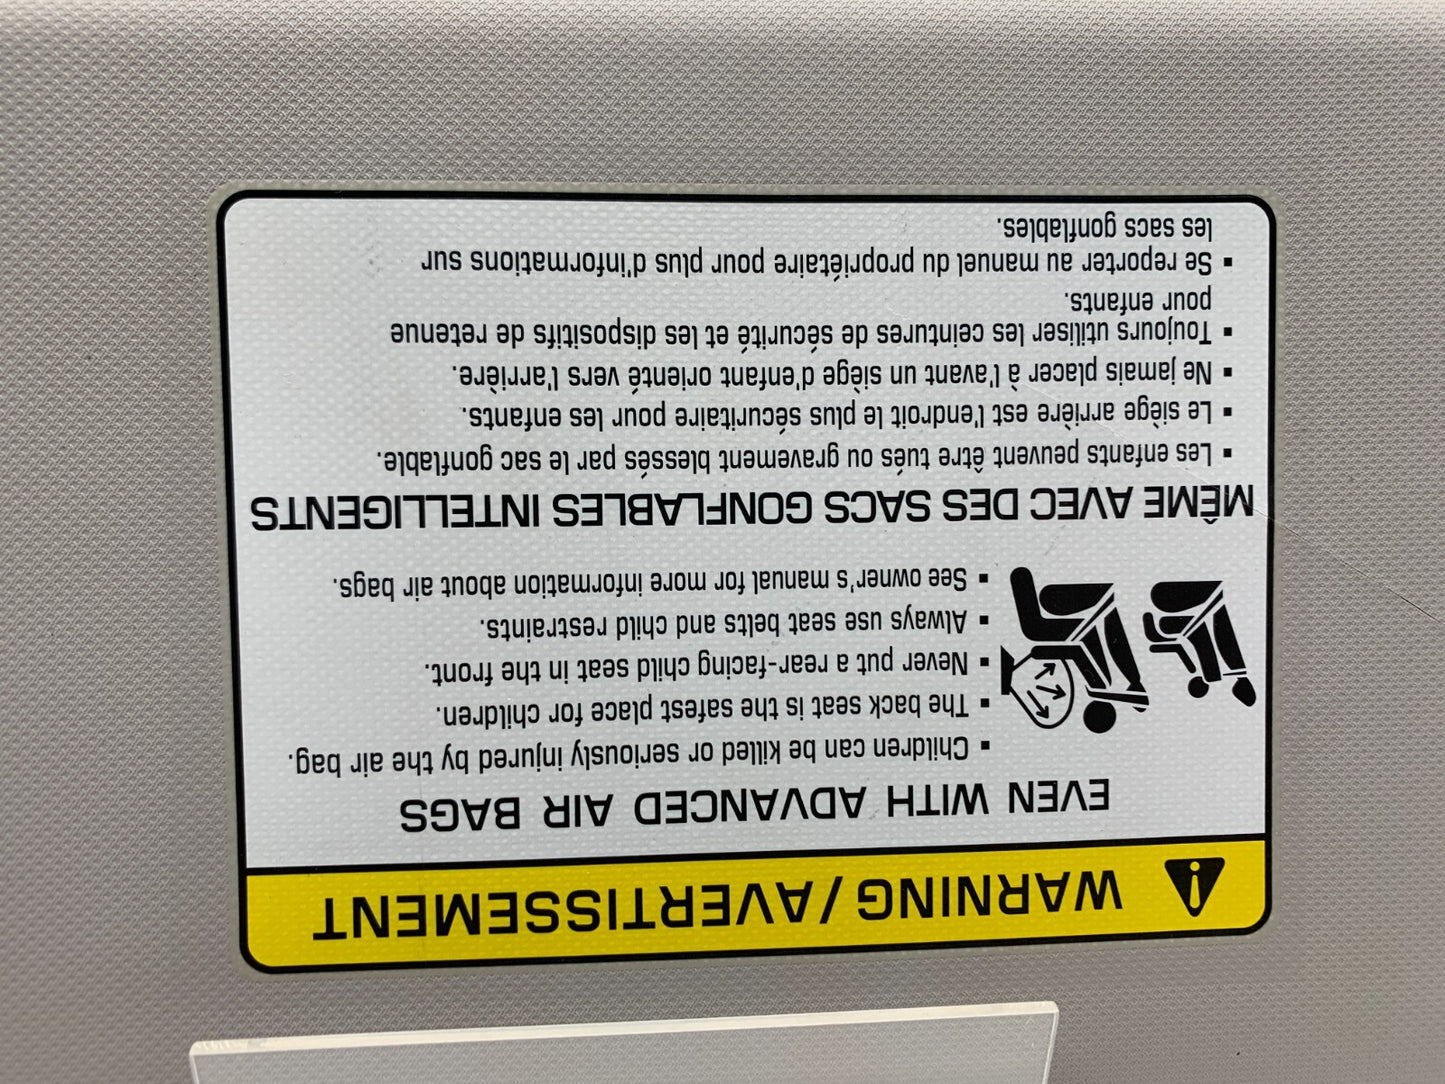 WARNING/AVERTISSEMENT
EVEN WITH ADVANCED AIR BAGS
▪ Children can be killed or seriously injured by the air bag.
▪ The back seat is the safest place for children.
▪ Never put a rear-facing child seat in the front.
▪ Always use seat belts and child restraints.
▪ See owner's manual for more information about air bags.
MÊME AVEC DES SACS GONFLABLES INTELLIGENTS
▪ Les enfants peuvent être tués ou gravement blessés par le sac gonflable.
▪ Le siège arrière est l'endroit le plus sécuritaire pour les enfants.
▪ Ne jamais placer à l'avant un siège d'enfant orienté vers l'arrière.
▪ Toujours utiliser les ceintures de sécurité et les dispositifs de retenue
pour enfants.
▪ Se reporter au manuel du propriétaire pour plus d'informations sur
les sacs gonflables.